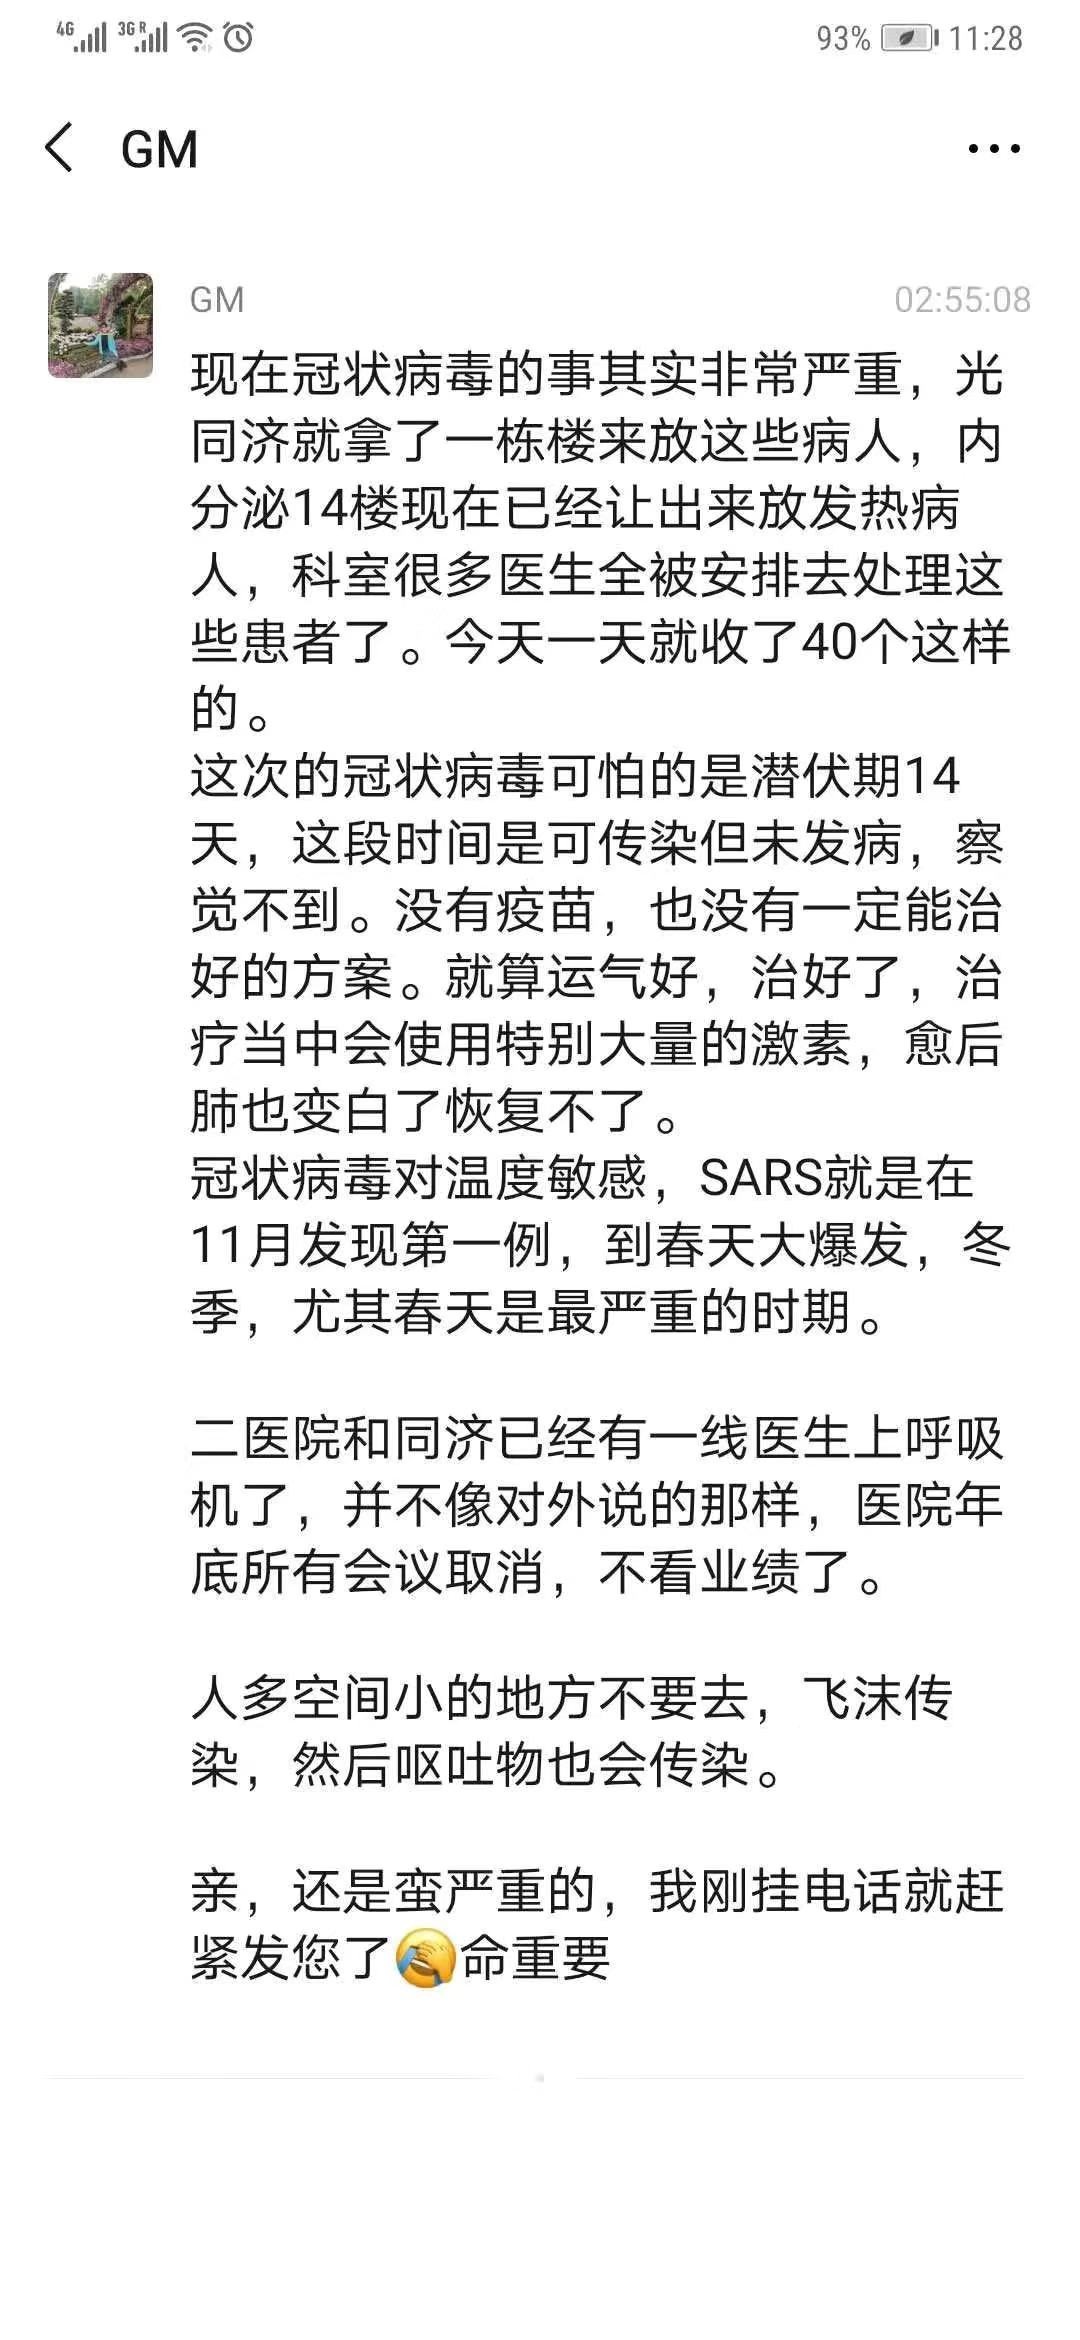 4G 3G R 93% 11:28
GM
GM 02:55:08
现在冠状病毒的事其实非常严重，光
同济就拿了一栋楼来放这些病人，内
分泌14楼现在已经让出来放发热病
人，科室很多医生全被安排去处理这
些患者了。今天一天就收了40个这样
的。
这次的冠状病毒可怕的是潜伏期14
天，这段时间是可传染但未发病，察
觉不到。没有疫苗，也没有一定能治
好的方案。就算运气好，治好了，治
疗当中会使用特别大量的激素，愈后
肺也变白了恢复不了。
冠状病毒对温度敏感，SARS就是在
11月发现第一例，到春天大爆发，冬
季，尤其春天是最严重的时期。
二医院和同济已经有一线医生上呼吸
机了，并不像对外说的那样，医院年
底所有会议取消，不看业绩了。
人多空间小的地方不要去，飞沫传
染，然后呕吐物也会传染。
亲，还是蛮严重的，我刚挂电话就赶
紧发您了🤦命重要